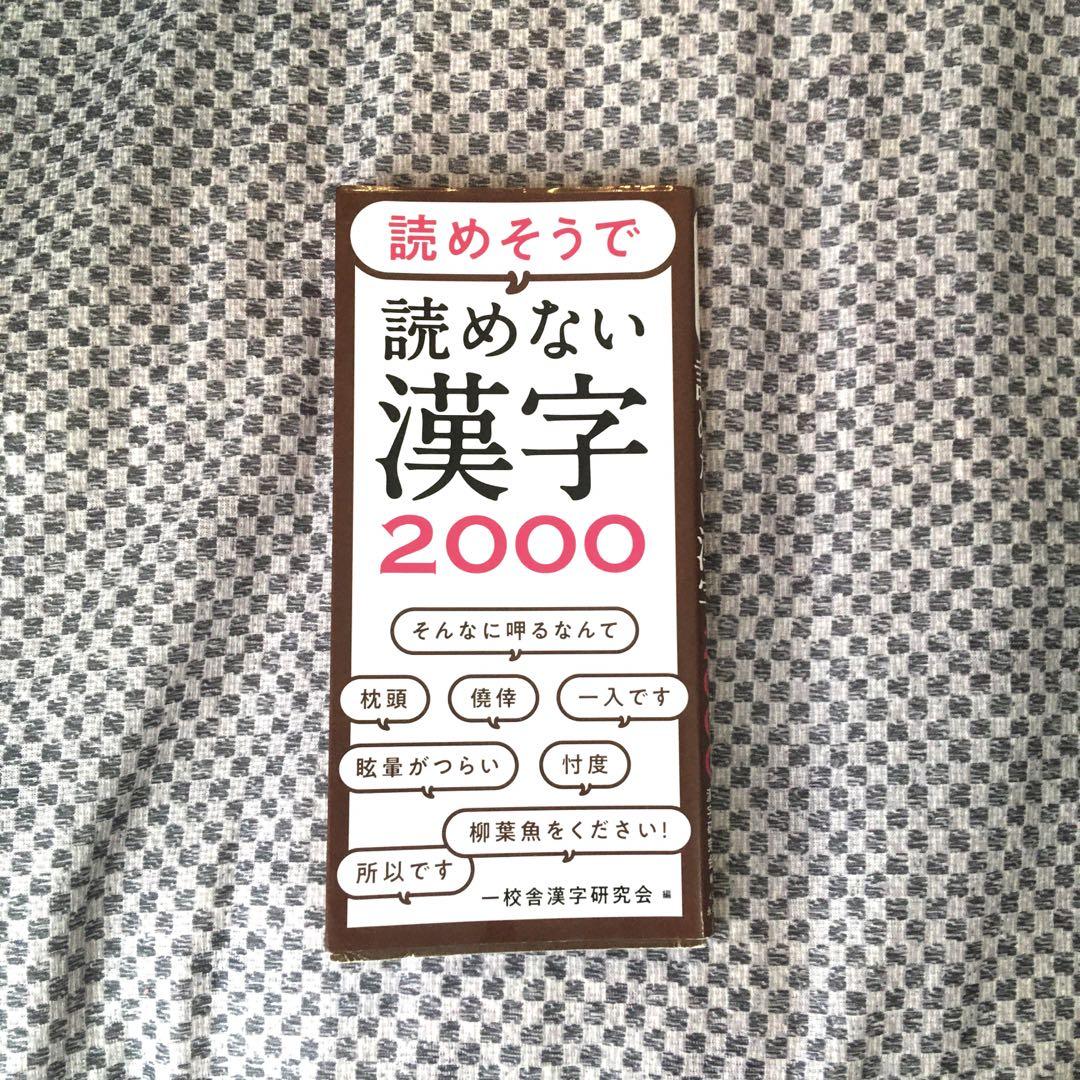 読めそうで
読めない
漢字
2000
そんなに呷るなんて
枕頭
僥倖
一入です
眩暈がつらい
忖度
柳葉魚をください!
所以です
一校舎漢字研究会 編